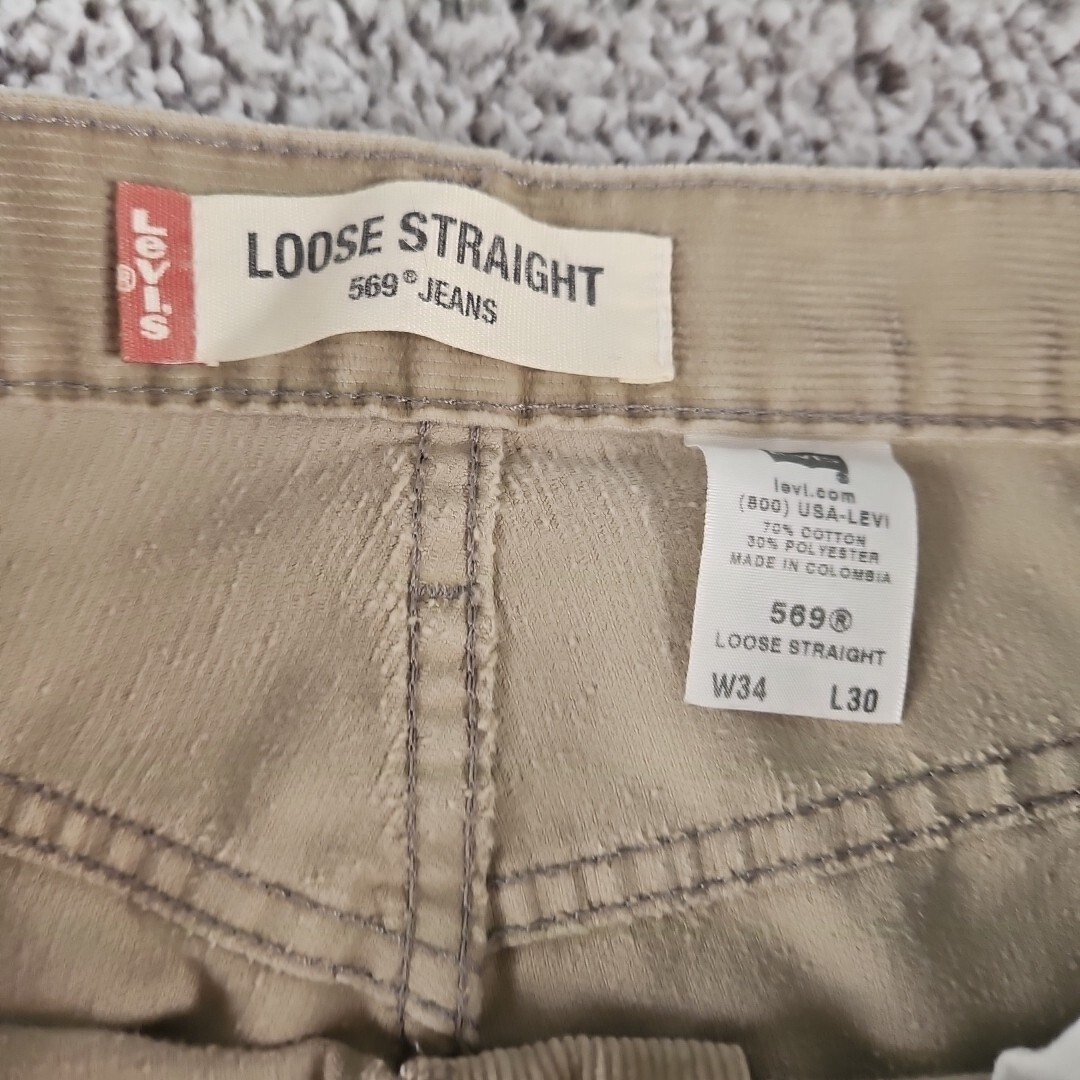 Levi's
®
LOOSE STRAIGHT
569® JEANS
®
levi.com
(800) USA-LEVI
70% COTTON
30% POLYESTER
MADE IN COLOMBIA
569®
LOOSE STRAIGHT
W34 L30